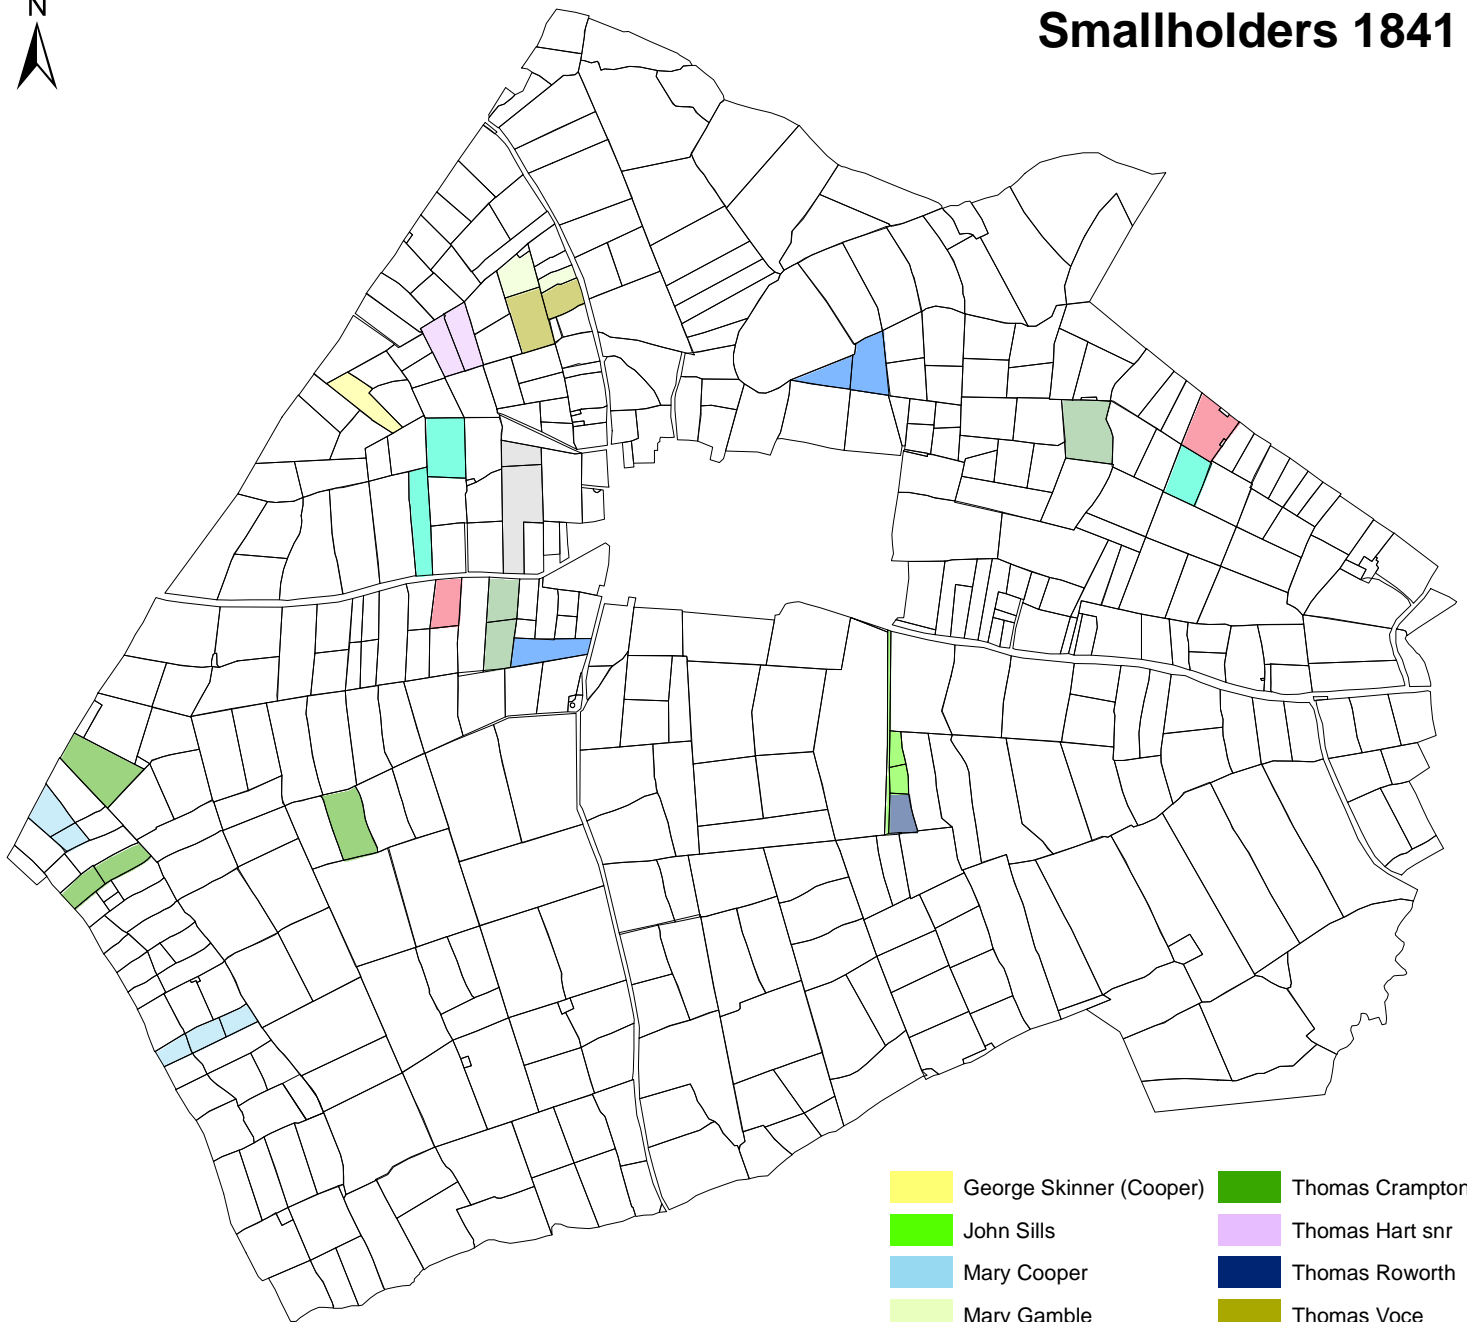 N
Smallholders 1841
George Skinner (Cooper)
John Sills
Mary Cooper
Mary Gamble
Thomas Crampton
Thomas Hart snr
Thomas Roworth
Thomas Voce